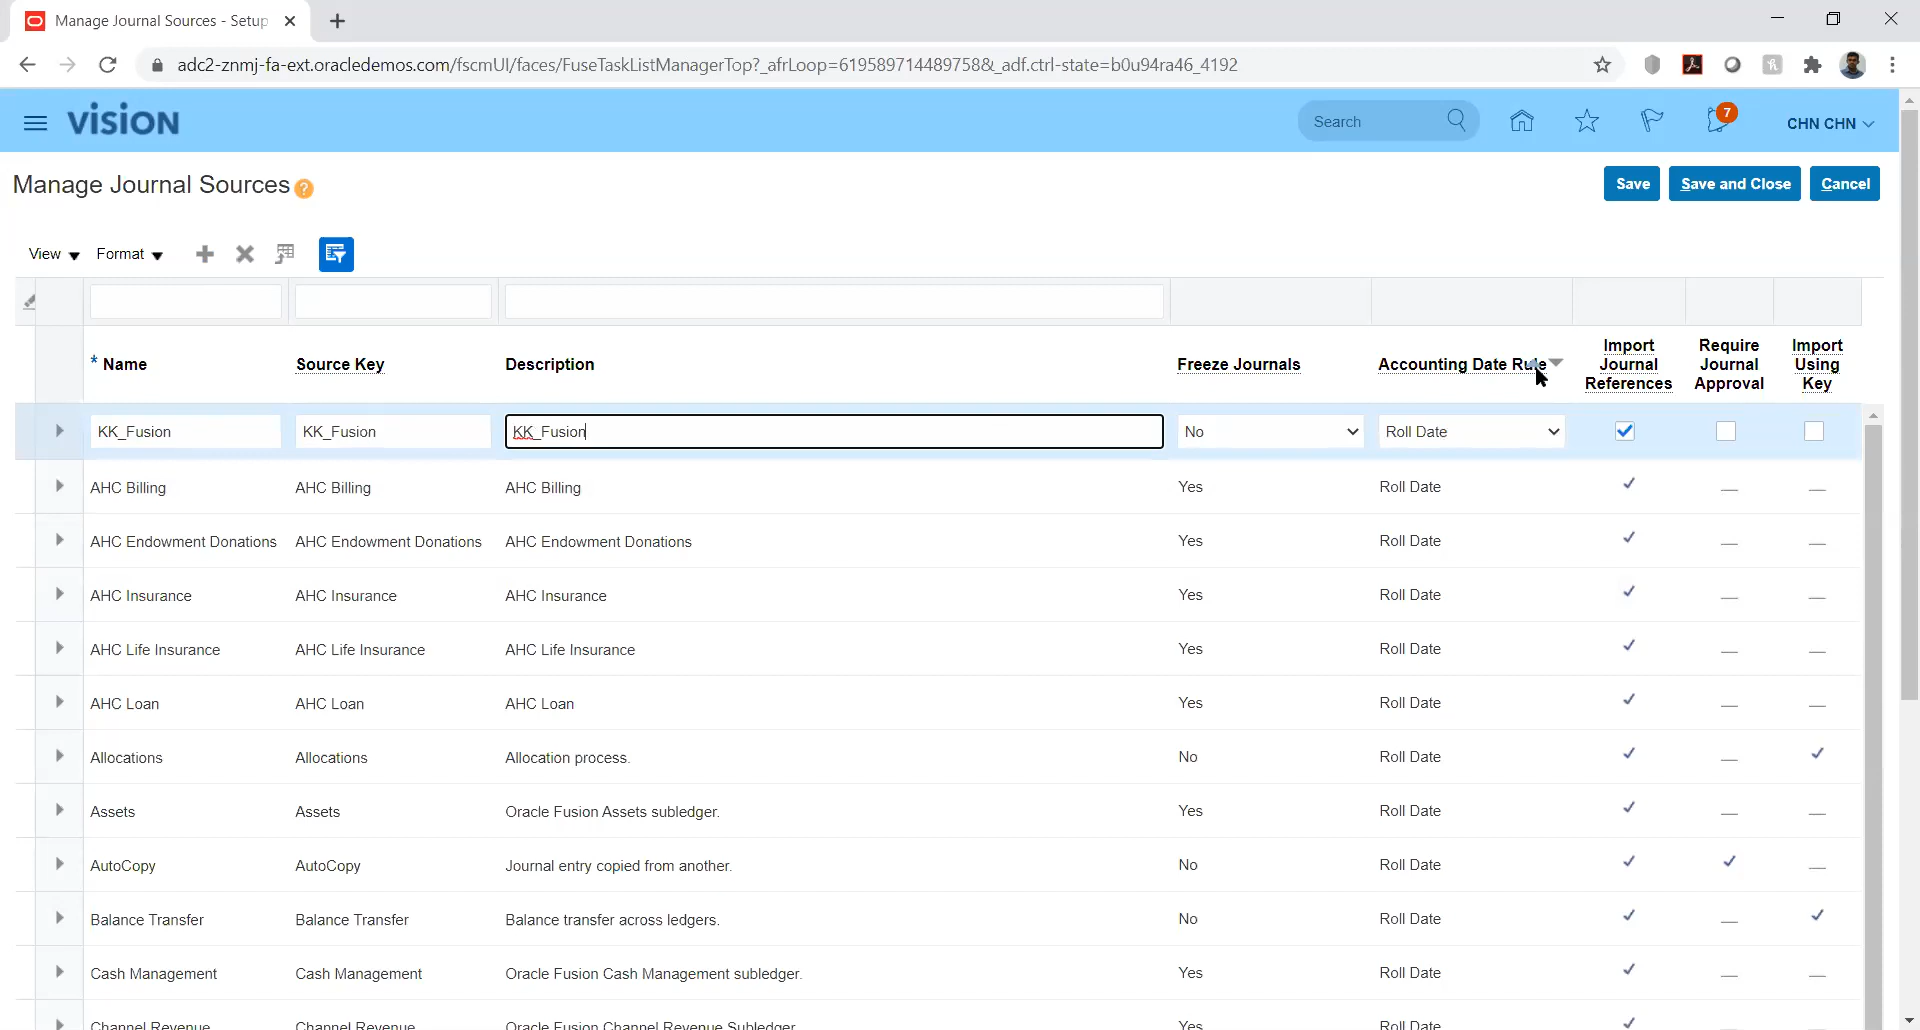 Manage Journal Sources - Setup
adc2-znmj-fa-ext.oracledemos.com/fscmUI/faces/FuseTaskListManagerTop?_afrLoop=61958971448975​8&_adf.ctrl-state=b0u94ra46_4192
vision
Search
7
CHN CHN
Manage Journal Sources ?
Save
Save and Close
Cancel
View Format
* Name Source Key Description Freeze Journals Accounting Date Rule Import Journal References Require Journal Approval Import Using Key
KK_Fusion KK_Fusion KK_Fusion No Roll Date
AHC Billing AHC Billing AHC Billing Yes Roll Date
AHC Endowment Donations AHC Endowment Donations AHC Endowment Donations Yes Roll Date
AHC Insurance AHC Insurance AHC Insurance Yes Roll Date
AHC Life Insurance AHC Life Insurance AHC Life Insurance Yes Roll Date
AHC Loan AHC Loan AHC Loan Yes Roll Date
Allocations Allocations Allocation process. No Roll Date
Assets Assets Oracle Fusion Assets subledger. Yes Roll Date
AutoCopy AutoCopy Journal entry copied from another. No Roll Date
Balance Transfer Balance Transfer Balance transfer across ledgers. No Roll Date
Cash Management Cash Management Oracle Fusion Cash Management subledger. Yes Roll Date
Channel Revenue Channel Revenue Oracle Fusion Channel Revenue Subledger Yes Roll Date